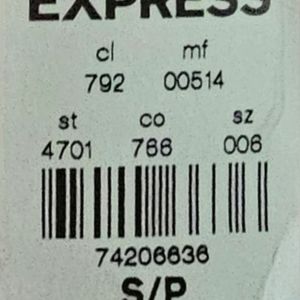 EXPRESS
cl mf
792 00514
st co sz
4701 766 006
74206636
S/P